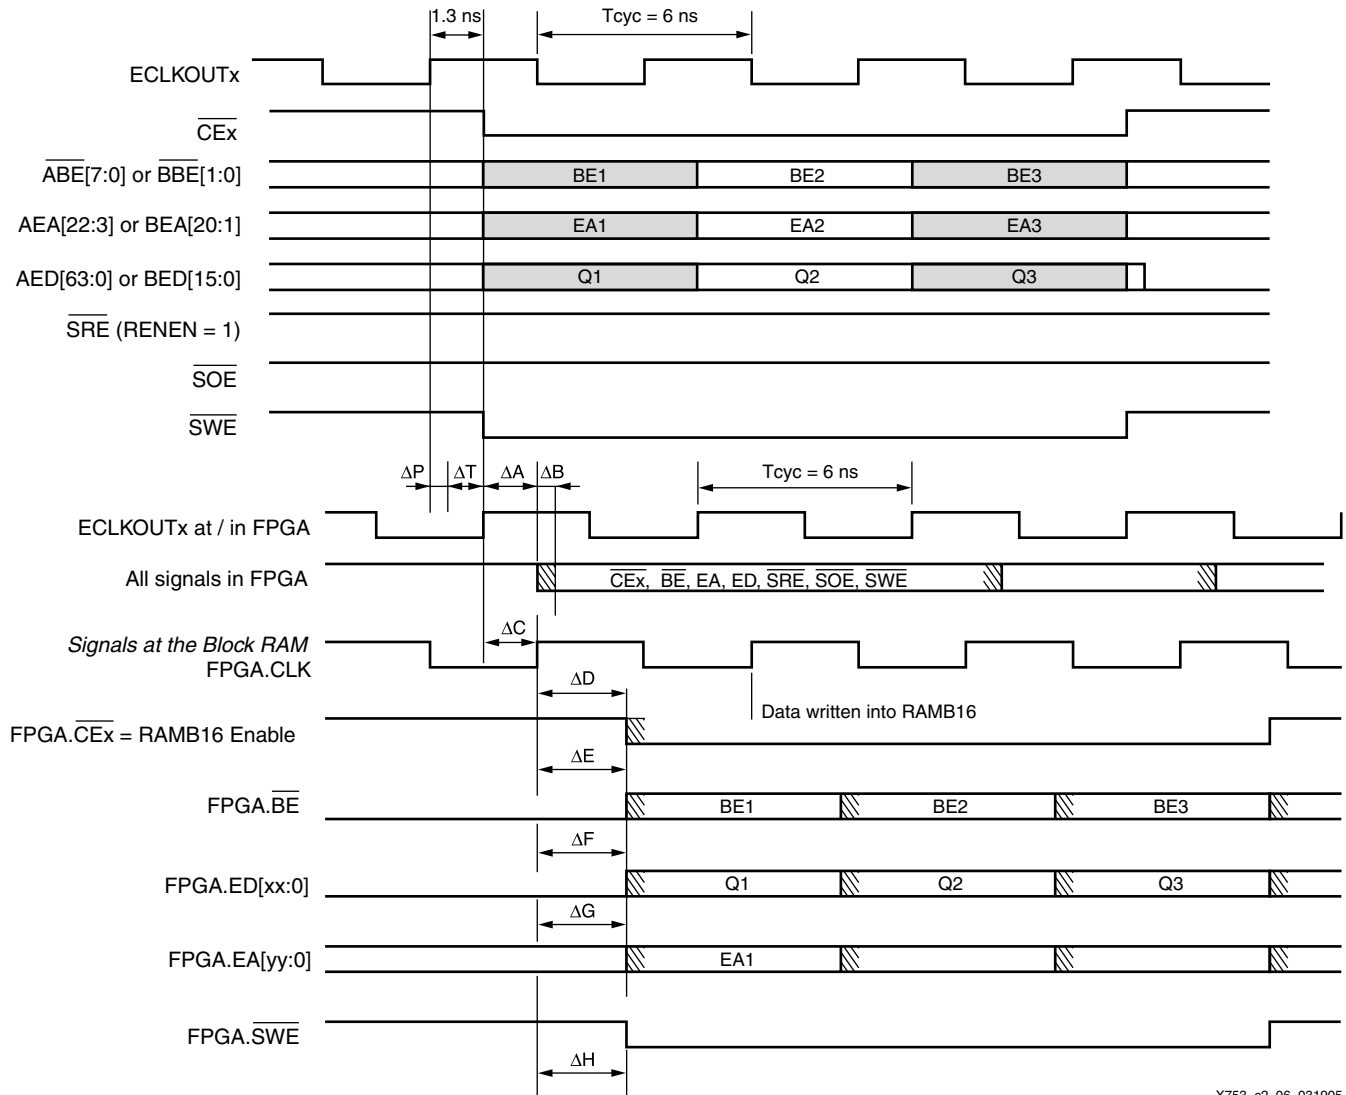 1.3 ns Tcyc = 6 ns
ECLKOUTx
CEx
ABE[7:0] or BBE[1:0] BE1 BE2 BE3
AEA[22:3] or BEA[20:1] EA1 EA2 EA3
AED[63:0] or BED[15:0] Q1 Q2 Q3
SRE (RENEN = 1)
SOE
SWE
ΔP ΔT ΔA ΔB Tcyc = 6 ns
ECLKOUTx at / in FPGA
All signals in FPGA CEx, BE, EA, ED, SRE, SOE, SWE
ΔC
Signals at the Block RAM
FPGA.CLK
ΔD
Data written into RAMB16
FPGA.CEx = RAMB16 Enable
ΔE
FPGA.BE BE1 BE2 BE3
ΔF
FPGA.ED[xx:0] Q1 Q2 Q3
ΔG
FPGA.EA[yy:0] EA1
FPGA.SWE
ΔH
X753_c2_06_031905